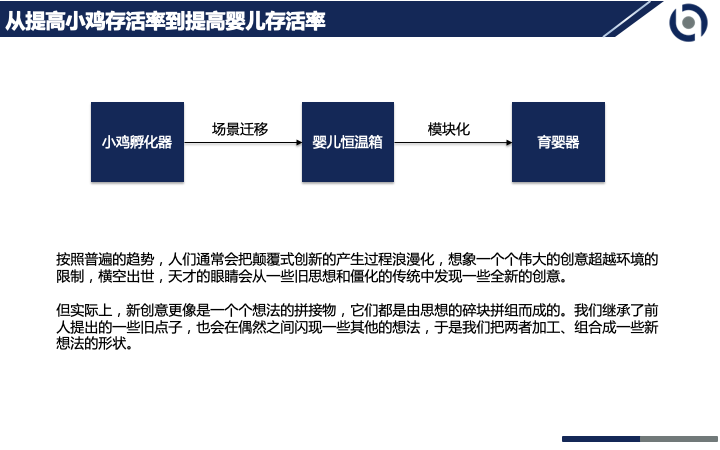 从提高小鸡存活率到提高婴儿存活率
小鸡孵化器
场景迁移
婴儿恒温箱
模块化
育婴器
按照普遍的趋势，人们通常会把颠覆式创新的产生过程浪漫化，想象一个个伟大的创意超越环境的
限制，横空出世，天才的眼睛会从一些旧思想和僵化的传统中发现一些全新的创意。
但实际上，新创意更像是一个个想法的拼接物，它们都是由思想的碎块拼组而成的。我们继承了前
人提出的一些旧点子，也会在偶然之间闪现一些其他的想法，于是我们把两者加工、组合成一些新
想法的形状。